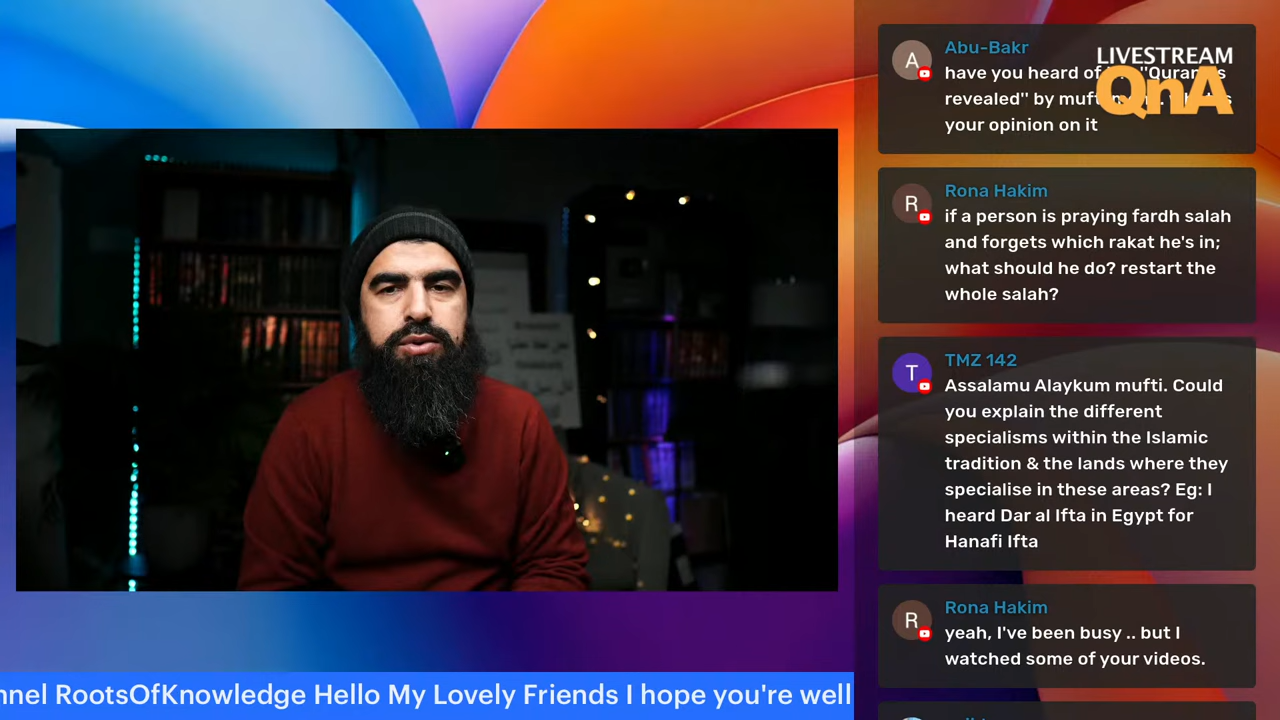 LIVESTREAM
QnA
Abu-Bakr
have you heard of
revealed" by
your opinion on it
Rona Hakim
if a person is praying fardh salah
and forgets which rakat he's in;
what should he do? restart the
whole salah?
TMZ 142
Assalamu Alaykum mufti. Could
you explain the different
specialisms within the Islamic
tradition & the lands where they
specialise in these areas? Eg: I
heard Dar al Ifta in Egypt for
Hanafi Ifta
Rona Hakim
yeah, I've been busy .. but I
watched some of your videos.
nnel RootsOfKnowledge Hello My Lovely Friends I hope you're well